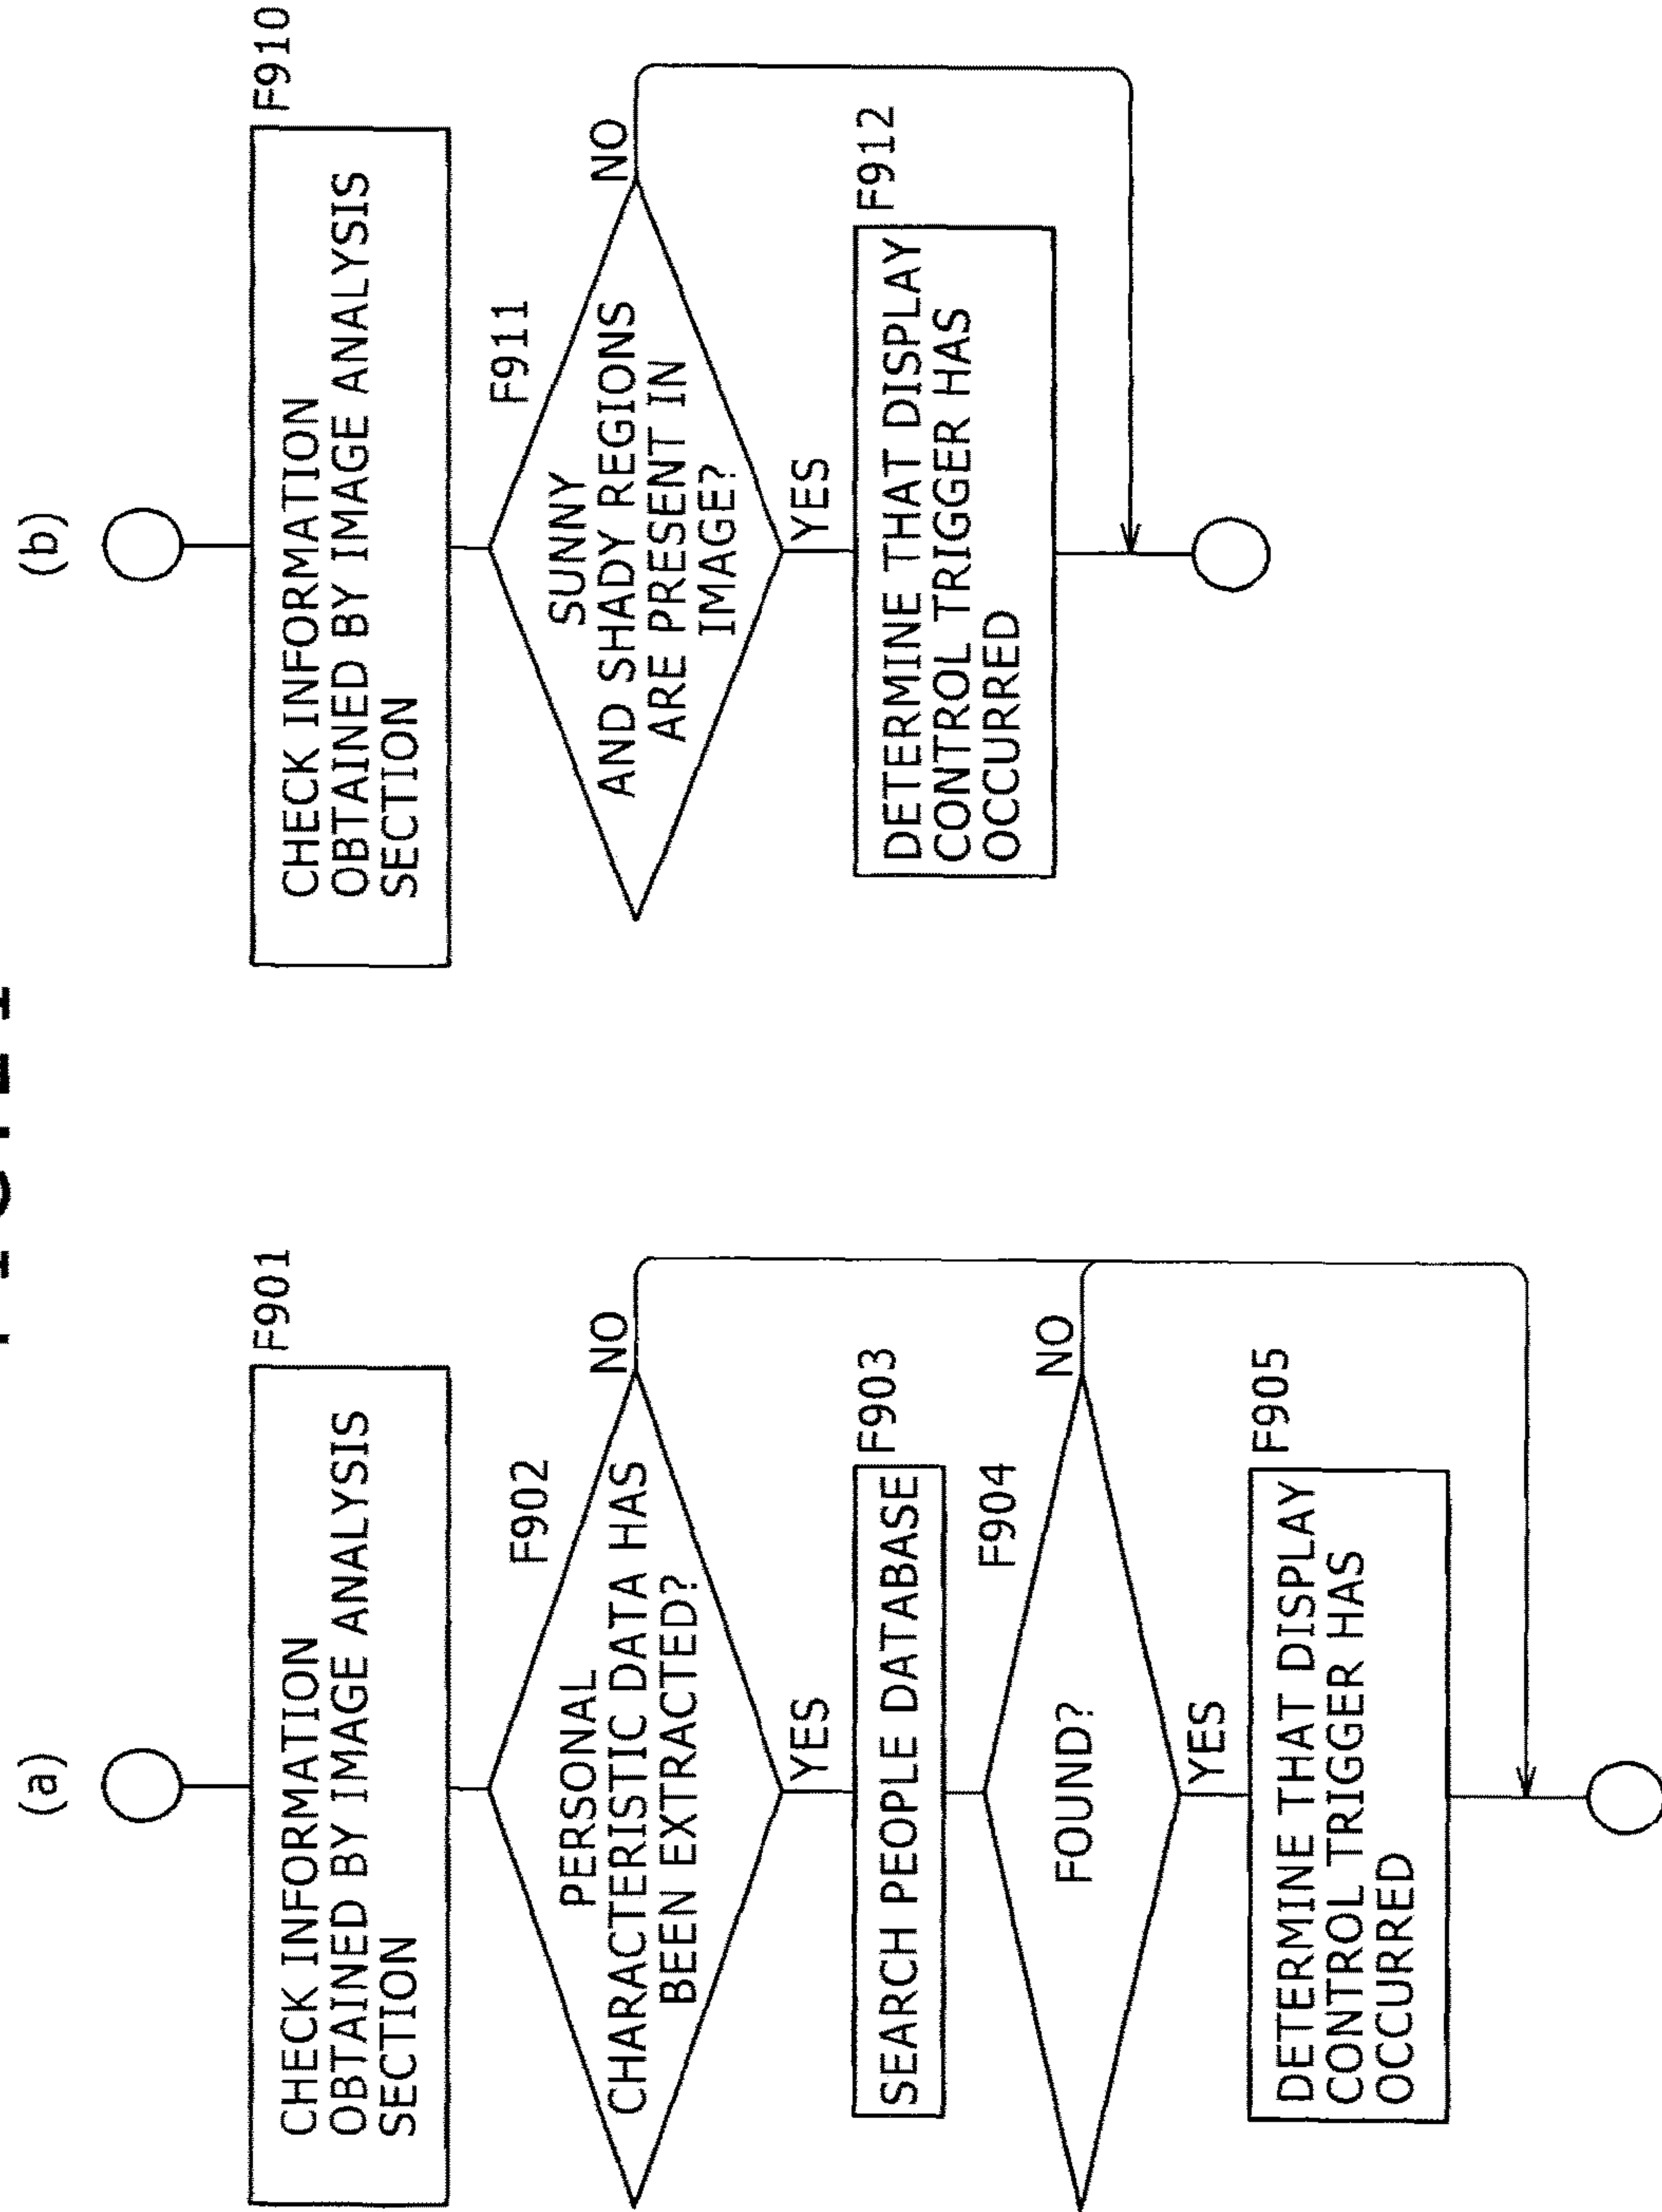 (a)
F901
CHECK INFORMATION
OBTAINED BY IMAGE ANALYSIS
SECTION
F902
PERSONAL
CHARACTERISTIC DATA HAS
BEEN EXTRACTED?
NO
YES
F903
SEARCH PEOPLE DATABASE
F904
FOUND?
NO
YES
F905
DETERMINE THAT DISPLAY
CONTROL TRIGGER HAS
OCCURRED
(b)
F910
CHECK INFORMATION
OBTAINED BY IMAGE ANALYSIS
SECTION
F911
SUNNY
AND SHADY REGIONS
ARE PRESENT IN
IMAGE?
NO
YES
F912
DETERMINE THAT DISPLAY
CONTROL TRIGGER HAS
OCCURRED